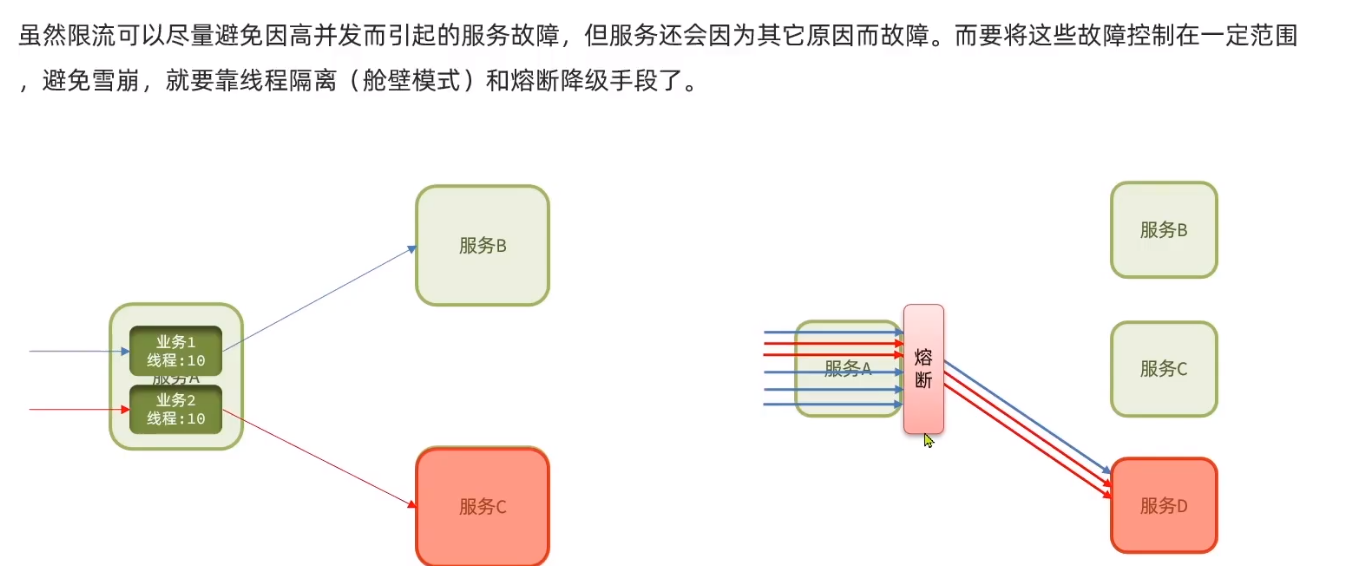 虽然限流可以尽量避免因高并发而引起的服务故障，但服务还会因为其它原因而故障。而要将这些故障控制在一定范围
，避免雪崩，就要靠线程隔离（舱壁模式）和熔断降级手段了。
服务B
业务1
线程:10
服务A
业务2
线程:10
服务C
服务B
服务A
熔
断
服务C
服务D